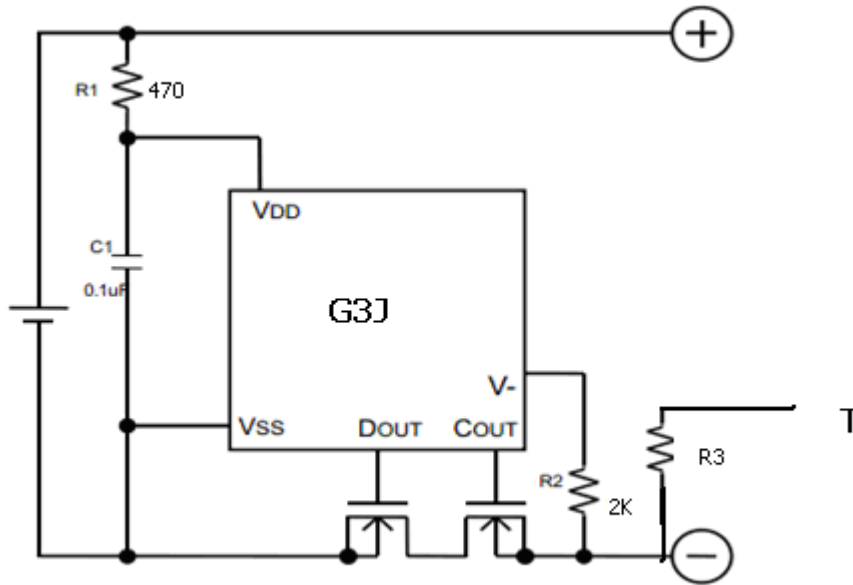 +
R1 470
VDD
C1
0.1uF
G3J
V-
VSS DOUT COUT
T
R3
R2
2K
−